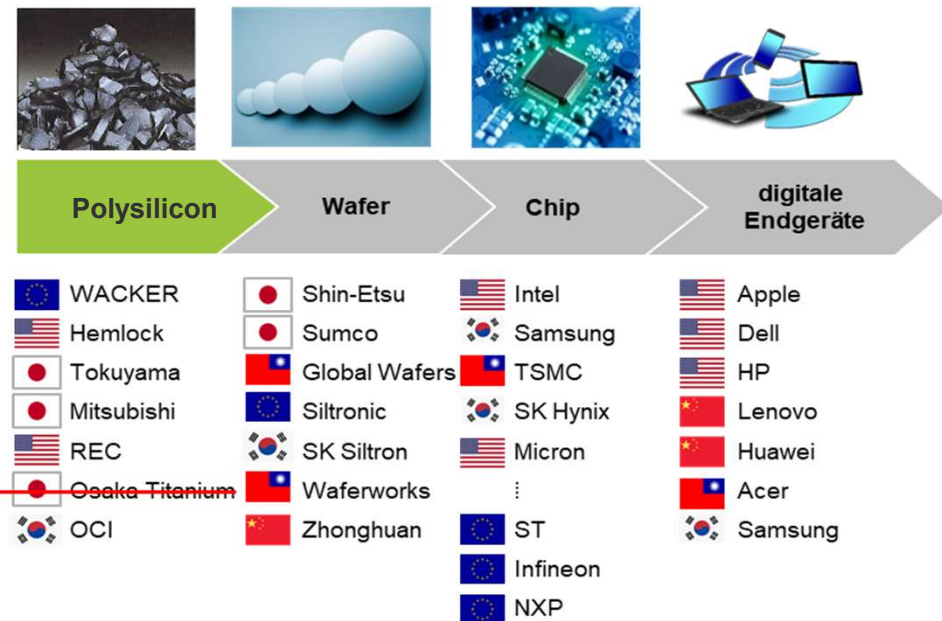 Polysilicon
Wafer
Chip
digitale
Endgeräte
WACKER
Hemlock
Tokuyama
Mitsubishi
REC
Osaka Titanium
OCI
Shin-Etsu
Sumco
Global Wafers
Siltronic
SK Siltron
Waferworks
Zhonghuan
Intel
Samsung
TSMC
SK Hynix
Micron
⁞
ST
Infineon
NXP
Apple
Dell
HP
Lenovo
Huawei
Acer
Samsung